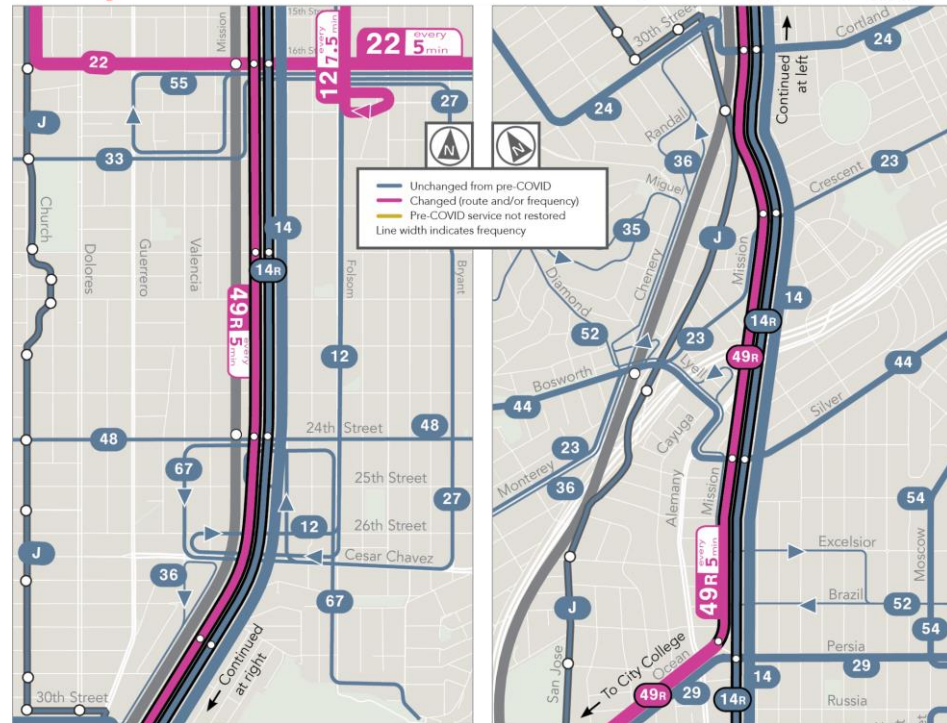 Mission
15th Street
16th Street
22
12
every
7.5 min
22
every
5 min
55
27
J
33
Church
Dolores
Guerrero
Valencia
14
14R
Folsom
Bryant
49R
every
5 min
12
48
24th Street
48
67
25th Street
27
12
26th Street
Cesar Chavez
J
36
67
Continued
at right
30th Street
N
N
Unchanged from pre-COVID
Changed (route and/or frequency)
Pre-COVID service not restored
Line width indicates frequency
30th Street
Continued
at left
Cortland
24
24
Randall
36
Miguel
23
Crescent
35
J
Mission
Chenery
Diamond
14
14R
52
23
49R
Bosworth
Lyell
44
44
Silver
Cayuga
23
Monterey
36
Alemany
Mission
54
Excelsior
Moscow
49R
every
5 min
Brazil
52
54
J
San Jose
To City College
Ocean
Persia
29
14
49R
29
14R
Russia